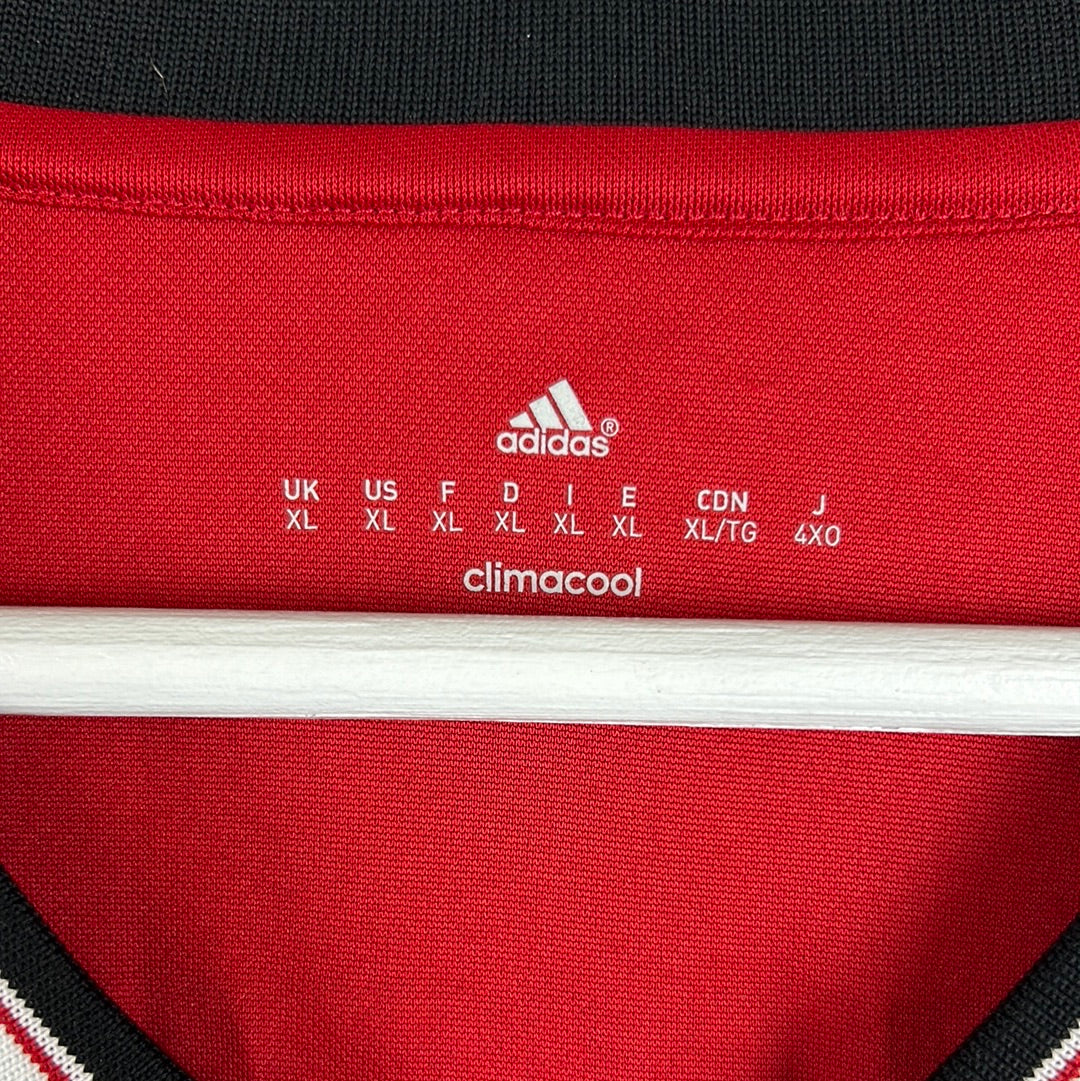 adidas®
UK US F D I E CDN J
XL XL XL XL XL XL XL/TG 4XO
climacool